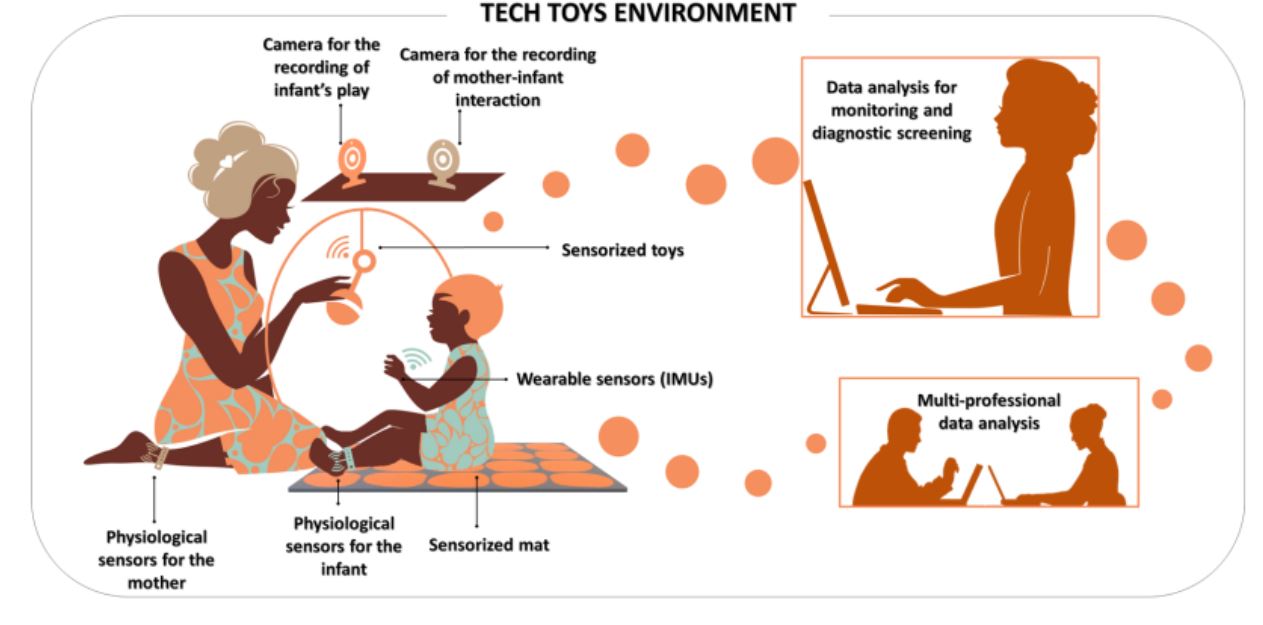 TECH TOYS ENVIRONMENT
Camera for the
recording of
infant's play
Camera for the recording
of mother-infant
interaction
Data analysis for
monitoring and
diagnostic screening
Sensorized toys
Wearable sensors (IMUs)
Multi-professional
data analysis
Physiological
sensors for the
mother
Physiological
sensors for the
infant
Sensorized mat